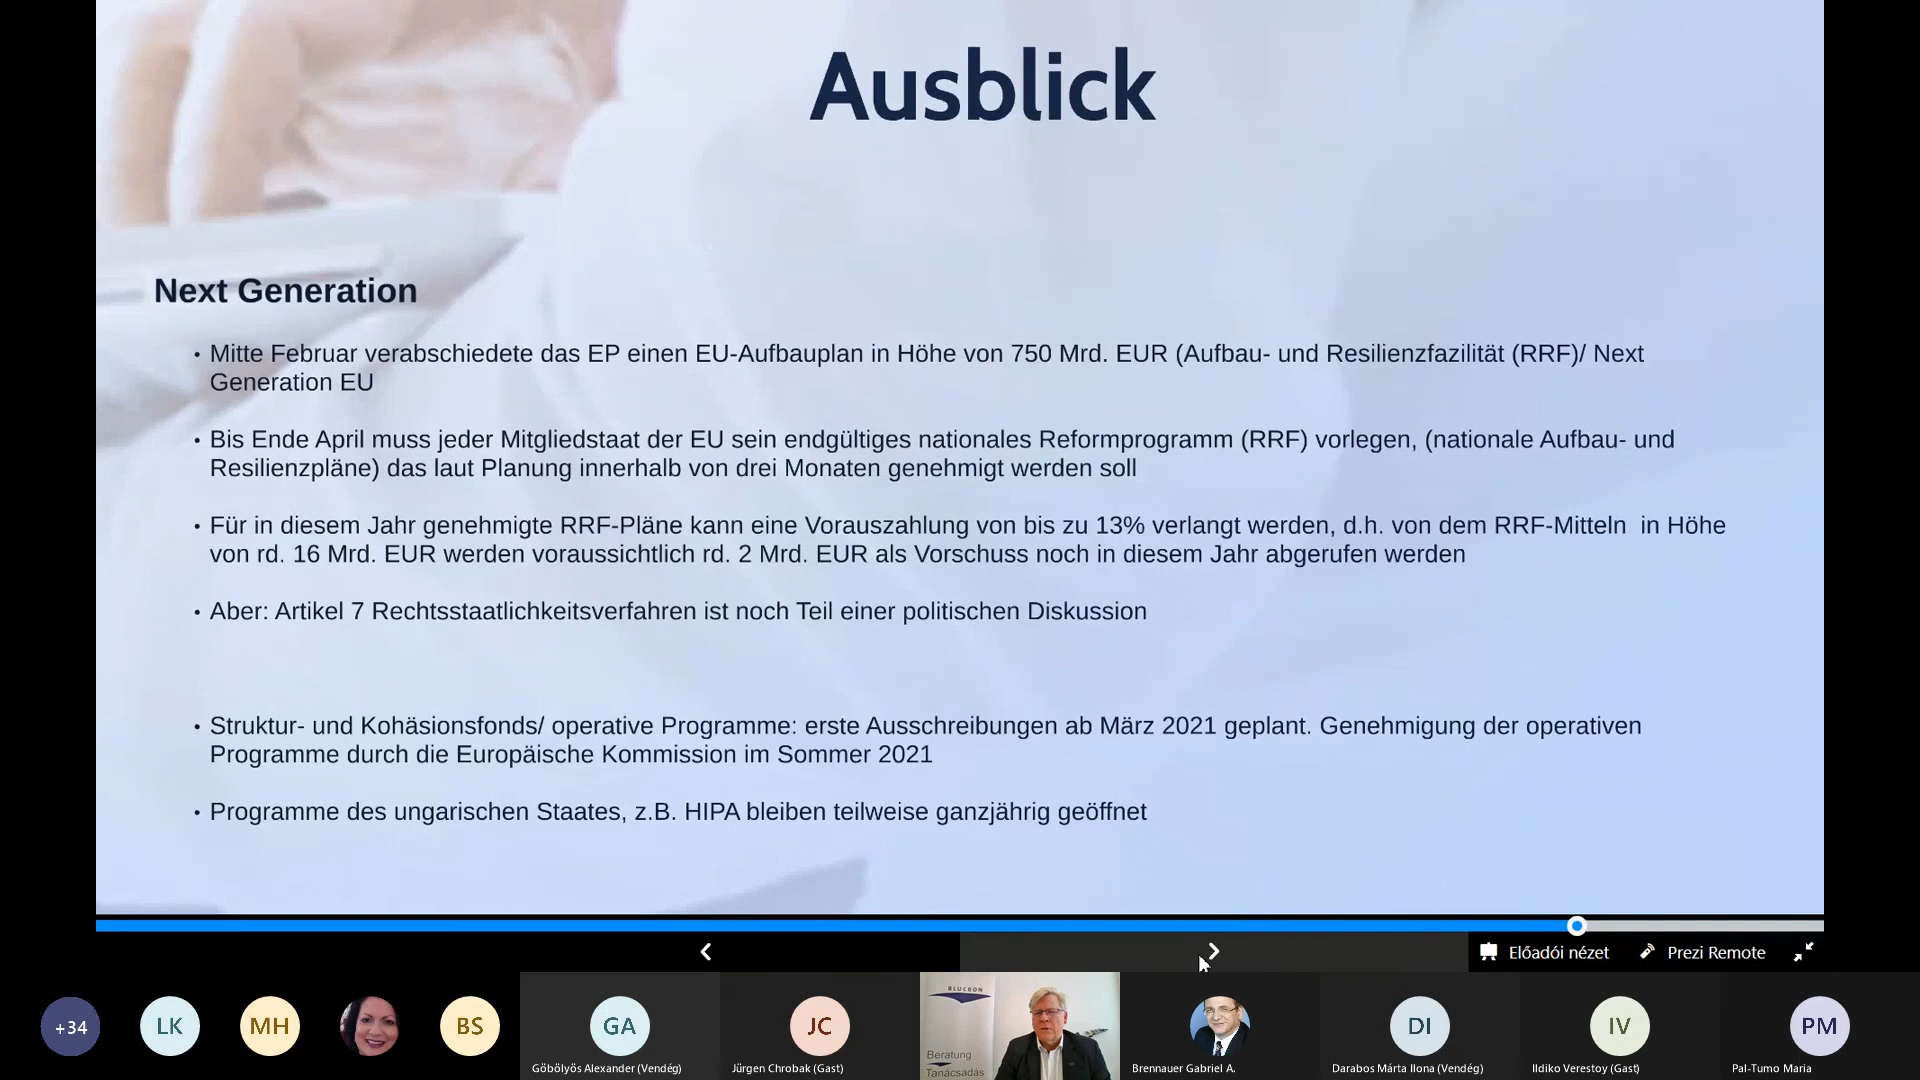 Ausblick
Next Generation
• Mitte Februar verabschiedete das EP einen EU-Aufbauplan in Höhe von 750 Mrd. EUR (Aufbau- und Resilienzfazilität (RRF)/ Next
Generation EU
• Bis Ende April muss jeder Mitgliedstaat der EU sein endgültiges nationales Reformprogramm (RRF) vorlegen, (nationale Aufbau- und
Resilienzpläne) das laut Planung innerhalb von drei Monaten genehmigt werden soll
• Für in diesem Jahr genehmigte RRF-Pläne kann eine Vorauszahlung von bis zu 13% verlangt werden, d.h. von dem RRF-Mitteln  in Höhe
von rd. 16 Mrd. EUR werden voraussichtlich rd. 2 Mrd. EUR als Vorschuss noch in diesem Jahr abgerufen werden
• Aber: Artikel 7 Rechtsstaatlichkeitsverfahren ist noch Teil einer politischen Diskussion
• Struktur- und Kohäsionsfonds/ operative Programme: erste Ausschreibungen ab März 2021 geplant. Genehmigung der operativen
Programme durch die Europäische Kommission im Sommer 2021
• Programme des ungarischen Staates, z.B. HIPA bleiben teilweise ganzjährig geöffnet
Előadói nézet
Prezi Remote
+34
LK
MH
BS
GA
Göbölyös Alexander (Vendég)
JC
Jürgen Chrobak (Gast)
BLUCKON
Beratung
Tanácsadás
Brennauer Gabriel A.
DI
Darabos Márta Ilona (Vendég)
IV
Ildiko Verestoy (Gast)
PM
Pal-Tumo Maria